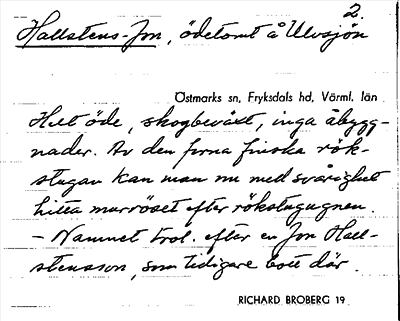 2.
Hallstens-Jon, ödetomt å Ulvsjön
Östmarks sn, Fryksdals hd, Värml. län
Helt öde, skogbeväxt, inga åbygg-
nader. Av den forna finska rök-
stugan kan man nu med svårighet
hitta murröset efter rökstugugnen.
– Namnet trol. efter en Jon Hall-
stensson, som tidigare bott där.
RICHARD BROBERG 19